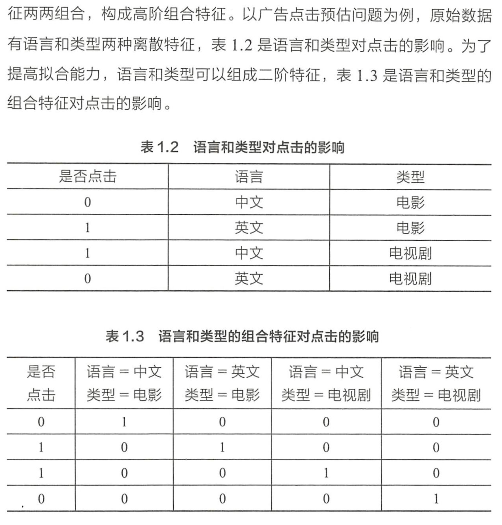 征两两组合，构成高阶组合特征。以广告点击预估问题为例，原始数据
有语言和类型两种离散特征，表 1.2 是语言和类型对点击的影响。为了
提高拟合能力，语言和类型可以组成二阶特征，表 1.3 是语言和类型的
组合特征对点击的影响。
表 1.2 语言和类型对点击的影响
是否点击 语言 类型
0 中文 电影
1 英文 电影
1 中文 电视剧
0 英文 电视剧
表 1.3 语言和类型的组合特征对点击的影响
是否 语言 = 中文 语言 = 英文 语言 = 中文 语言 = 英文
点击 类型 = 电影 类型 = 电影 类型 = 电视剧 类型 = 电视剧
0 1 0 0 0
1 0 1 0 0
1 0 0 1 0
0 0 0 0 1